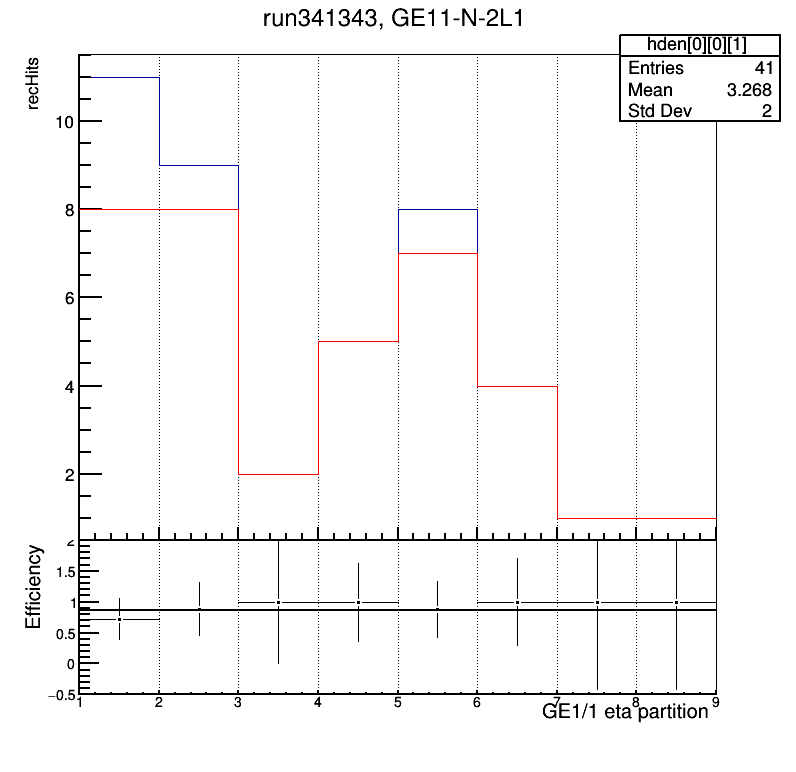 run341343, GE11-N-2L1
hden[0][0][1]
Entries 41
Mean 3.268
Std Dev 2
recHits
10
8
6
4
2
Efficiency
2
1.5
1
0.5
0
−0.5
1 2 3 4 5 6 7 8 9
GE1/1 eta partition